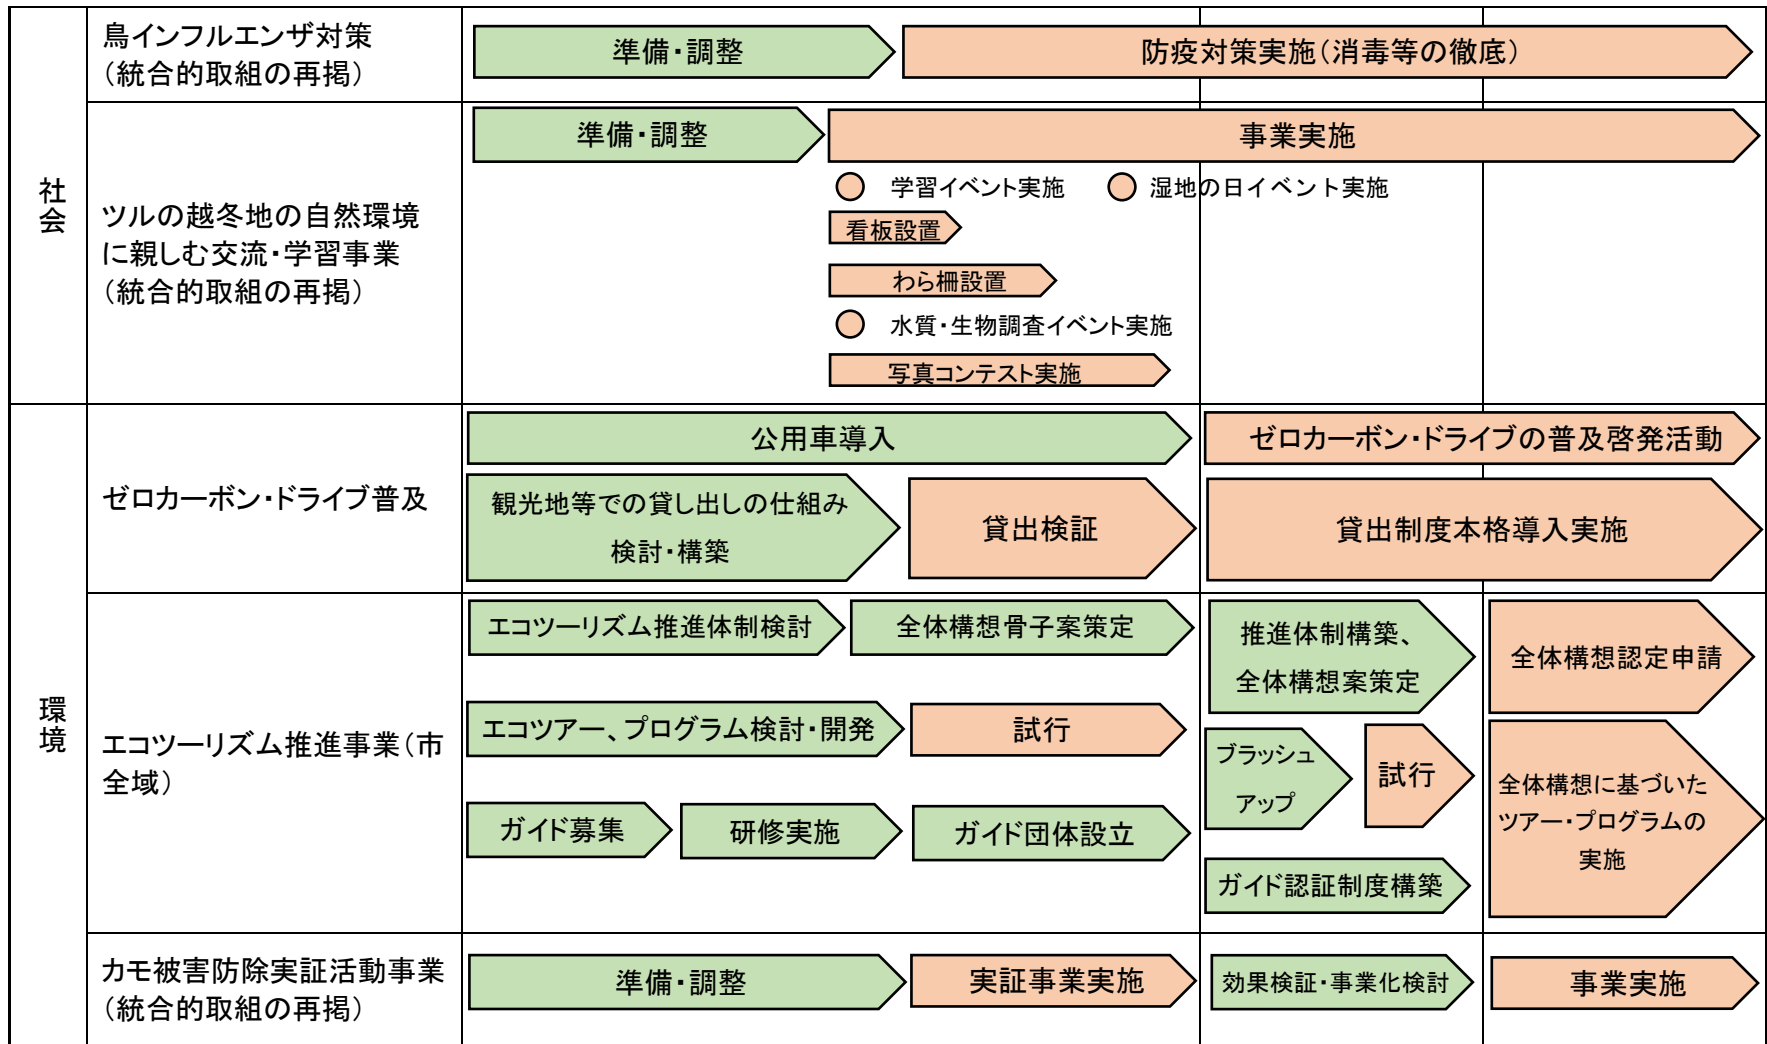 社会
鳥インフルエンザ対策
（統合的取組の再掲）
準備・調整
防疫対策実施（消毒等の徹底）
ツルの越冬地の自然環境
に親しむ交流・学習事業
（統合的取組の再掲）
準備・調整
事業実施
学習イベント実施
湿地の日イベント実施
看板設置
わら柵設置
水質・生物調査イベント実施
写真コンテスト実施
環境
ゼロカーボン・ドライブ普及
公用車導入
ゼロカーボン・ドライブの普及啓発活動
観光地等での貸し出しの仕組み
検討・構築
貸出検証
貸出制度本格導入実施
エコツーリズム推進事業（市
全域）
エコツーリズム推進体制検討
全体構想骨子案策定
推進体制構築、
全体構想案策定
全体構想認定申請
エコツアー、プログラム検討・開発
試行
ブラッシュ
アップ
試行
全体構想に基づいた
ツアー・プログラムの
実施
ガイド募集
研修実施
ガイド団体設立
ガイド認証制度構築
カモ被害防除実証活動事業
（統合的取組の再掲）
準備・調整
実証事業実施
効果検証・事業化検討
事業実施